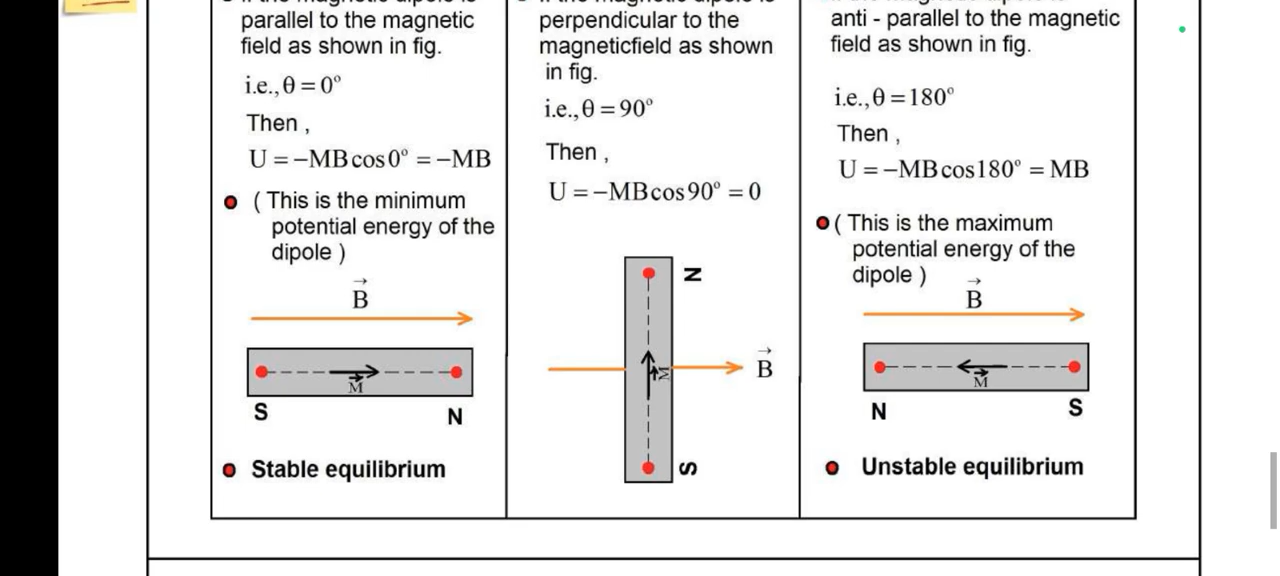 parallel to the magnetic
field as shown in fig.
i.e., θ = 0°
Then ,
U = −MB cos 0° = −MB
( This is the minimum
potential energy of the
dipole )
B
M
S
N
Stable equilibrium
perpendicular to the
magneticfield as shown
in fig.
i.e., θ = 90°
Then ,
U = −MB cos 90° = 0
N
M
B
S
anti - parallel to the magnetic
field as shown in fig.
i.e., θ = 180°
Then ,
U = −MB cos 180° = MB
( This is the maximum
potential energy of the
dipole )
B
M
N
S
Unstable equilibrium